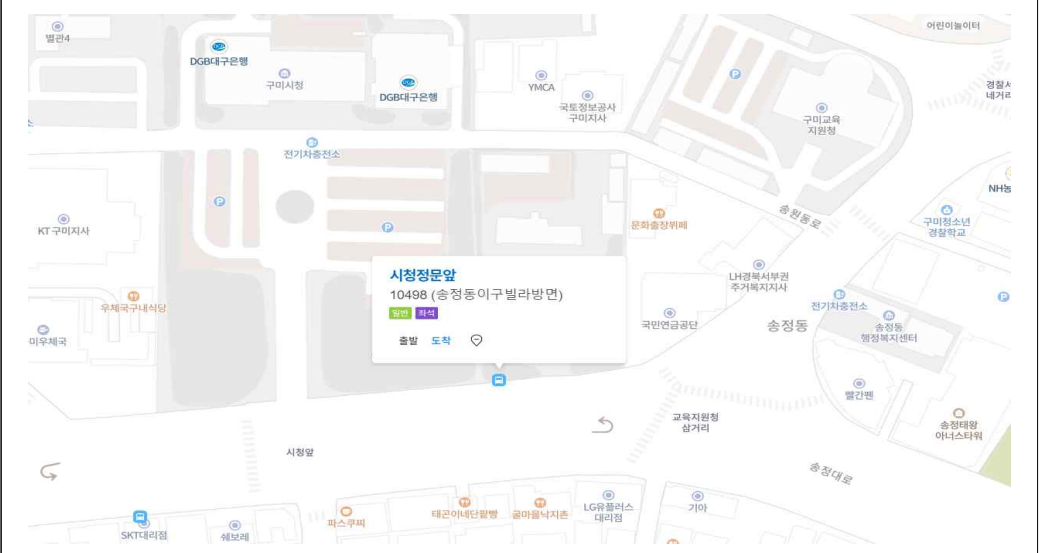 별관4
DGB대구은행
구미시청
DGB대구은행
YMCA
국토정보공사
구미지사
어린이놀이터
P
구미교육
지원청
경찰서
네거리
전기차충전소
P
P
KT 구미지사
송원동로
문화출장뷔페
구미청소년
경찰학교
시청정문앞
10498 (송정동이구빌라방면)
일반 좌석
출발 도착
우체국구내식당
LH경북서부권
주거복지지사
전기차충전소
P
국민연금공단
송정동
송정동
행정복지센터
빨간펜
교육지원청
삼거리
송정태왕
아너스타워
시청앞
송정대로
SKT대리점
쉐보레
파스쿠찌
태곤이네단팥빵
굴마을낙지촌
LG유플러스
대리점
기아